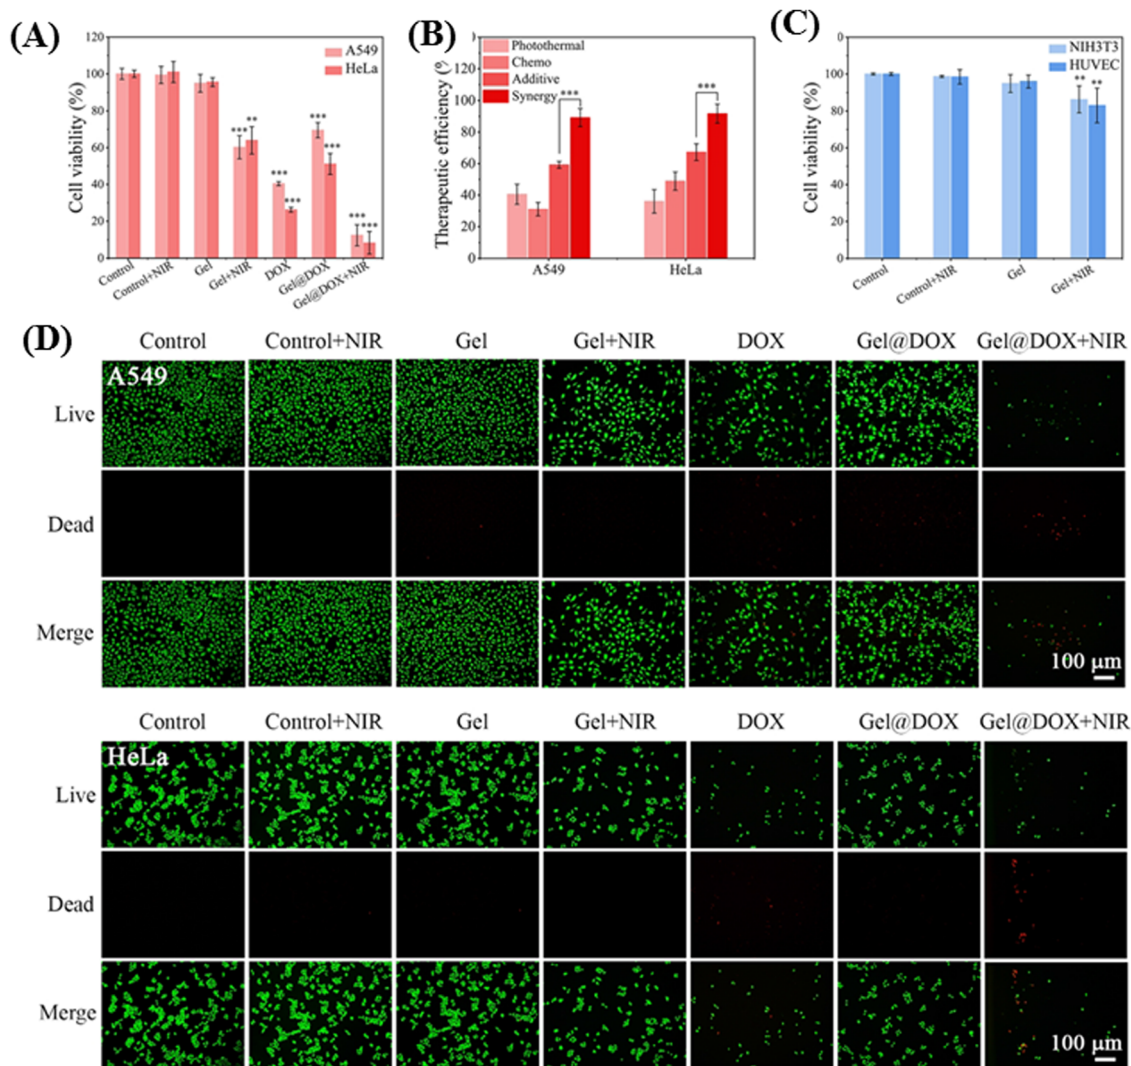 (A)
120
100
80
60
40
20
0
Cell viability (%)
A549
HeLa
***
**
***
***
***
***
***
***
Control
Control+NIR
Gel
Gel+NIR
DOX
Gel@DOX
Gel@DOX+NIR
(B)
120
100
80
60
40
20
0
Therapeutic efficiency (%
Photothermal
Chemo
Additive
Synergy
***
***
A549
HeLa
(C)
0
100
80
60
40
20
0
Cell viability (%)
NIH3T3
HUVEC
**
**
Control
Control+NIR
Gel
Gel+NIR
(D)
Control Control+NIR Gel Gel+NIR DOX Gel@DOX Gel@DOX+NIR
A549
Live
Dead
Merge
100 μm
Control Control+NIR Gel Gel+NIR DOX Gel@DOX Gel@DOX+NIR
HeLa
Live
Dead
Merge
100 μm